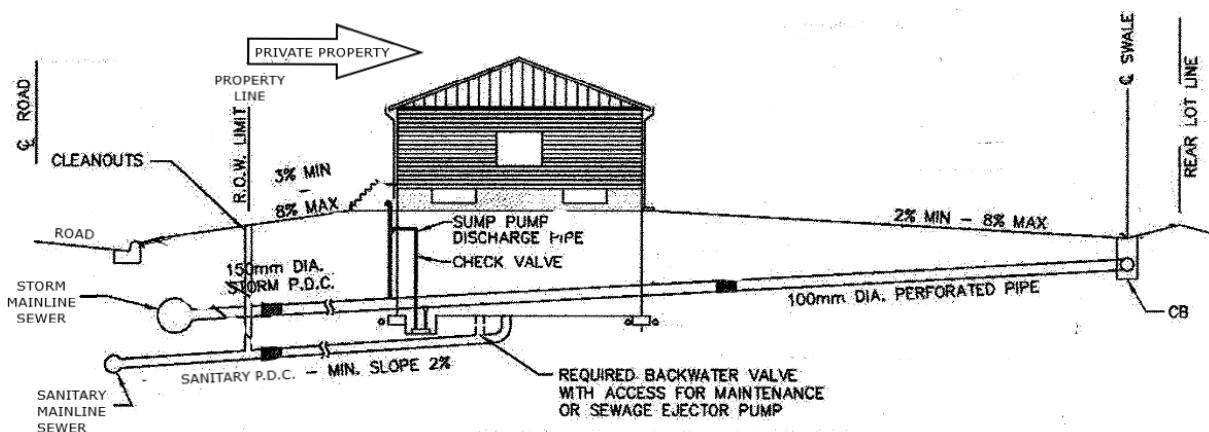 ℄ ROAD
PROPERTY
LINE
R.O.W. LIMIT
PRIVATE PROPERTY
℄ SWALE
REAR LOT LINE
CLEANOUTS
3% MIN
-
8% MAX
ROAD
SUMP PUMP
DISCHARGE PIPE
CHECK VALVE
2% MIN - 8% MAX
150mm DIA.
STORM P.D.C.
STORM
MAINLINE
SEWER
100mm DIA. PERFORATED PIPE
CB
SANITARY P.D.C. - MIN. SLOPE 2%
REQUIRED BACKWATER VALVE
WITH ACCESS FOR MAINTENANCE
OR SEWAGE EJECTOR PUMP
SANITARY
MAINLINE
SEWER